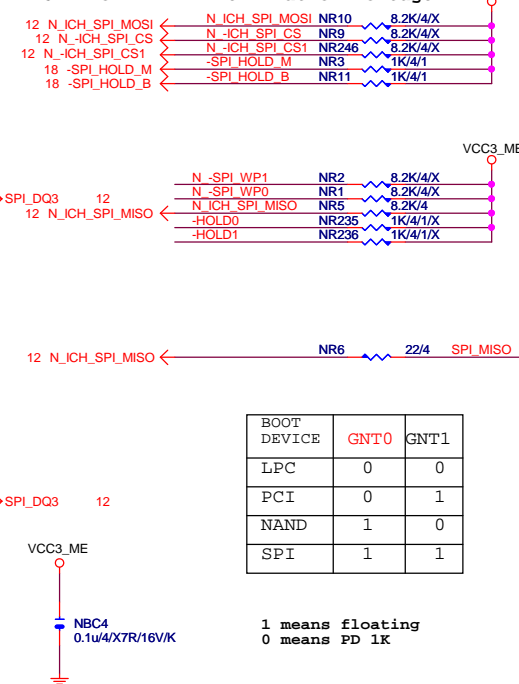 12 N_ICH_SPI_MOSI N_ICH_SPI_MOSI NR10 8.2K/4/X
12 N_-ICH_SPI_CS N_-ICH_SPI_CS NR9 8.2K/4/X
12 N_-ICH_SPI_CS1 N_-ICH_SPI_CS1 NR246 8.2K/4/X
18 -SPI_HOLD_M -SPI_HOLD_M NR3 1K/4/1
18 -SPI_HOLD_B -SPI_HOLD_B NR11 1K/4/1
VCC3_ME
N_-SPI_WP1 NR2 8.2K/4/X
SPI_DQ3 12 N_-SPI_WP0 NR1 8.2K/4/X
12 N_ICH_SPI_MISO N_ICH_SPI_MISO NR5 8.2K/4
-HOLD0 NR235 1K/4/1/X
-HOLD1 NR236 1K/4/1/X
12 N_ICH_SPI_MISO NR6 22/4 SPI_MISO
BOOT
DEVICE GNT0 GNT1
LPC 0 0
PCI 0 1
NAND 1 0
SPI 1 1
SPI_DQ3 12
VCC3_ME
NBC4
0.1u/4/X7R/16V/K
1 means floating
0 means PD 1K